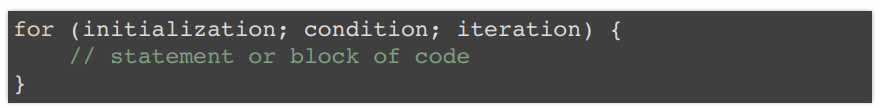 for (initialization; condition; iteration) {
    // statement or block of code
}